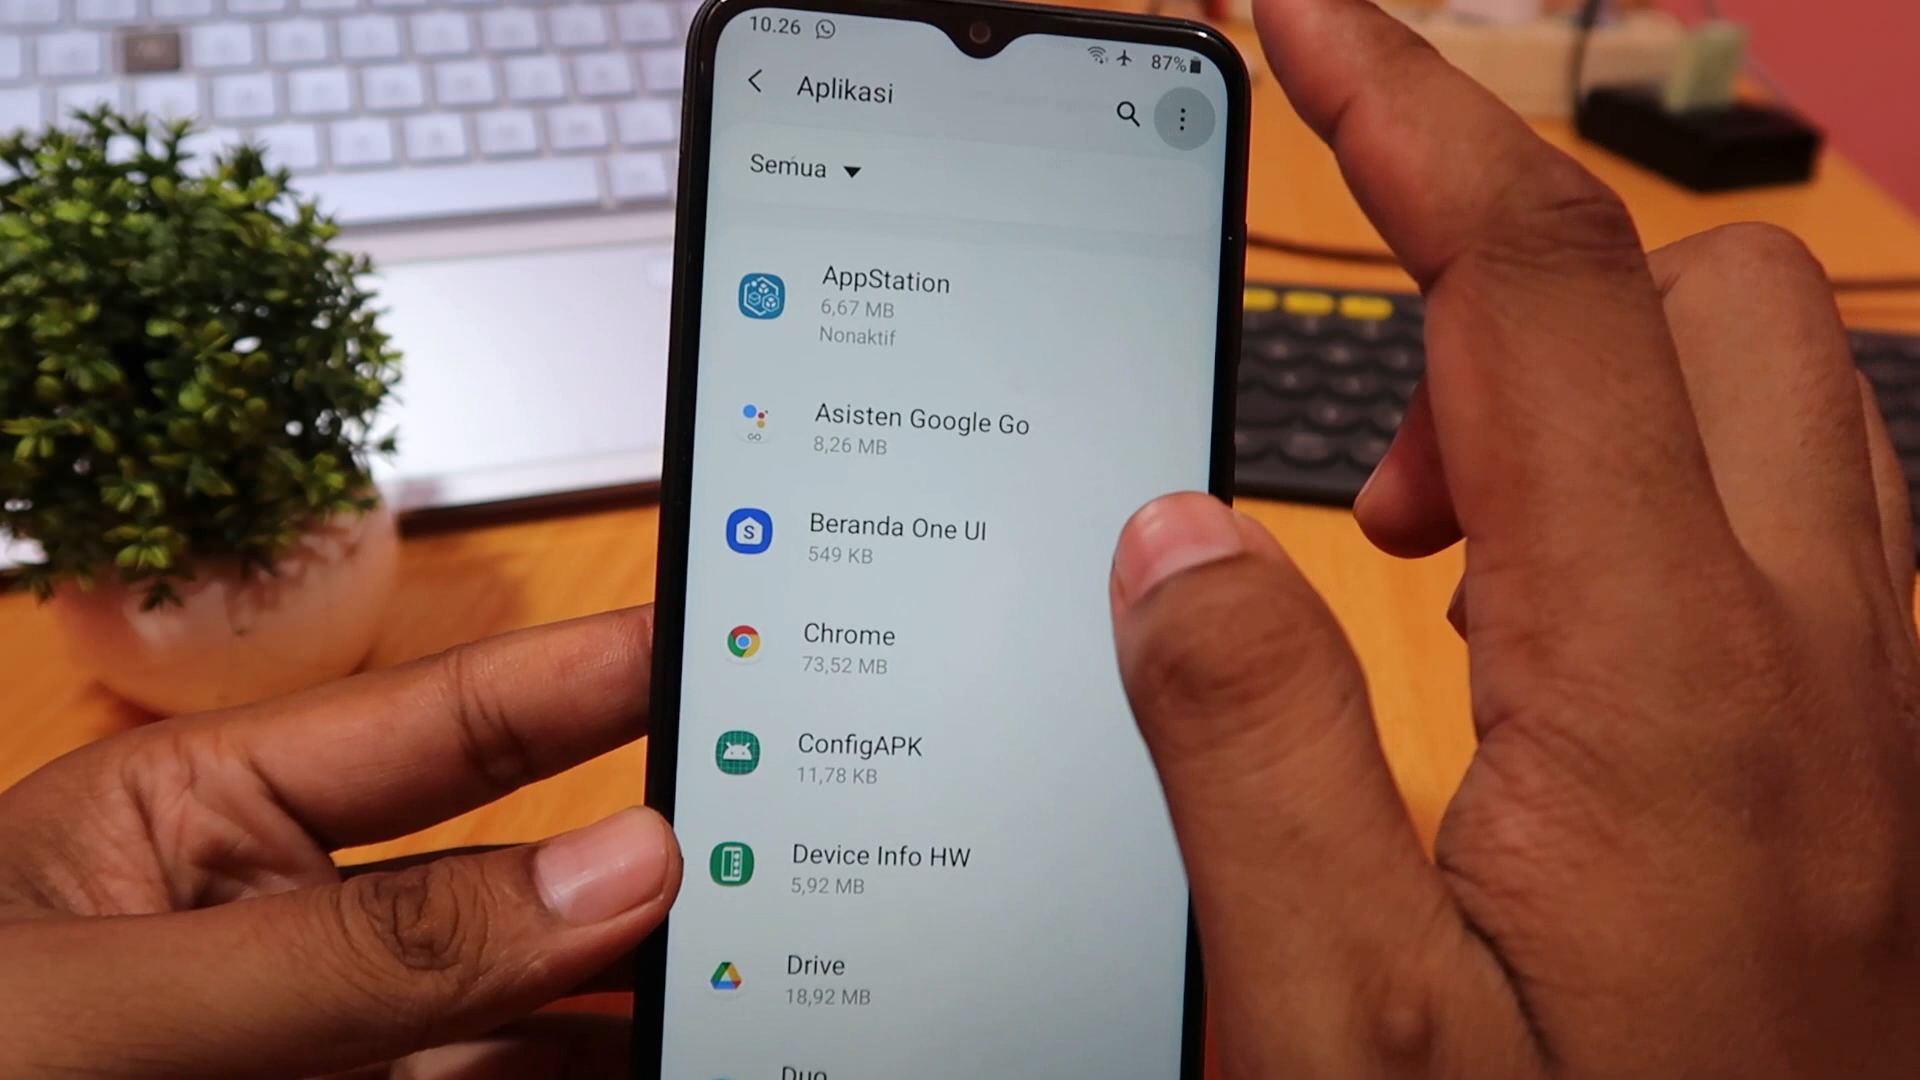 10.26
87%
Aplikasi
Semua
AppStation
6,67 MB
Nonaktif
Asisten Google Go
8,26 MB
GO
Beranda One UI
549 KB
S
Chrome
73,52 MB
ConfigAPK
11,78 KB
Device Info HW
5,92 MB
Drive
18,92 MB
Duo